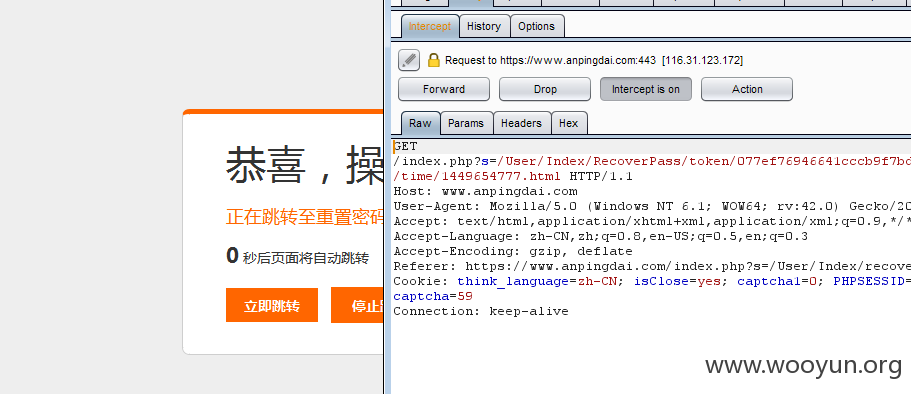 恭喜，操
正在跳转至重置密码
0 秒后页面将自动跳转
立即跳转
停止
Intercept
History
Options
Request to https://www.anpingdai.com:443 [116.31.123.172]
Forward
Drop
Intercept is on
Action
Raw
Params
Headers
Hex
GET
/index.php?s=/User/Index/RecoverPass/token/077ef76946641cccb9f7bd
/time/1449654777.html HTTP/1.1
Host: www.anpingdai.com
User-Agent: Mozilla/5.0 (Windows NT 6.1; WOW64; rv:42.0) Gecko/20
Accept: text/html,application/xhtml+xml,application/xml;q=0.9,*/*
Accept-Language: zh-CN,zh;q=0.8,en-US;q=0.5,en;q=0.3
Accept-Encoding: gzip, deflate
Referer: https://www.anpingdai.com/index.php?s=/User/Index/recove
Cookie: think_language=zh-CN; isClose=yes; captcha1=0; PHPSESSID=
captcha=59
Connection: keep-alive
www.wooyun.org